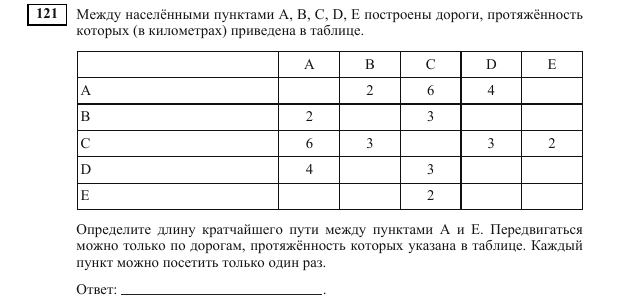 121 Между населёнными пунктами A, B, C, D, E построены дороги, протяжённость
которых (в километрах) приведена в таблице.
A B C D E
A 2 6 4
B 2 3
C 6 3 3 2
D 4 3
E 2
Определите длину кратчайшего пути между пунктами A и E. Передвигаться
можно только по дорогам, протяжённость которых указана в таблице. Каждый
пункт можно посетить только один раз.
Ответ: ______________________.